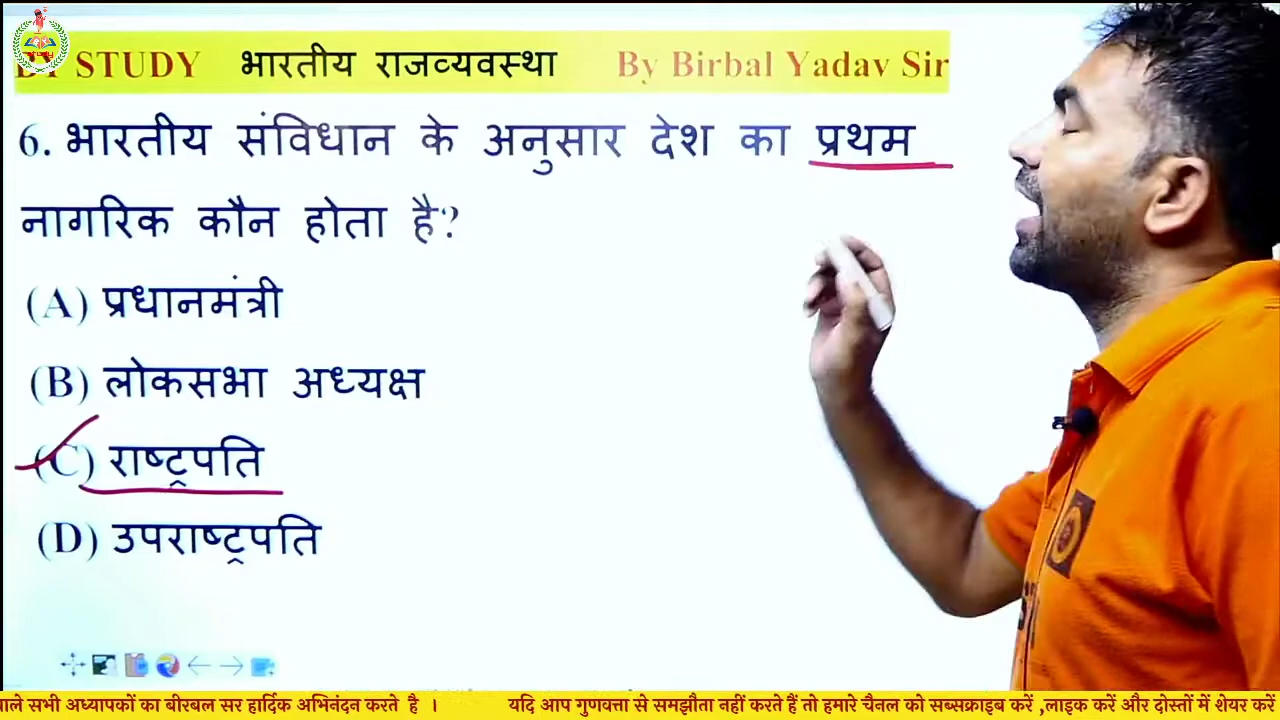 STUDY भारतीय राजव्यवस्था By Birbal Yadav Sir
6. भारतीय संविधान के अनुसार देश का प्रथम
नागरिक कौन होता है?
(A) प्रधानमंत्री
(B) लोकसभा अध्यक्ष
(C) राष्ट्रपति
(D) उपराष्ट्रपति
वाले सभी अध्यापकों का बीरबल सर हार्दिक अभिनंदन करते है । यदि आप गुणवत्ता से समझौता नहीं करते हैं तो हमारे चैनल को सब्सक्राइब करें ,लाइक करें और दोस्तों में शेयर करें